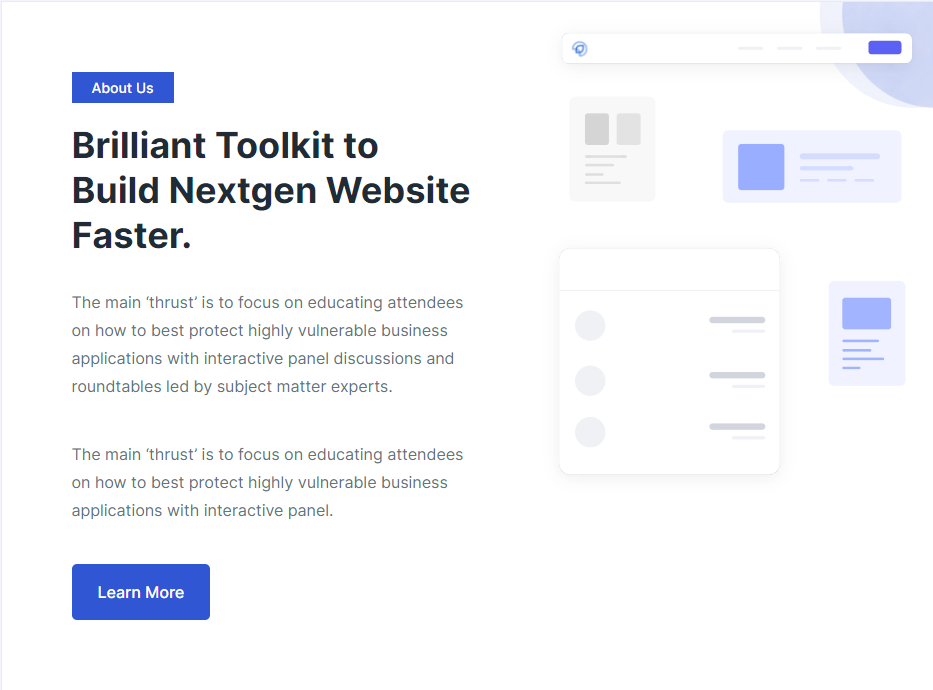 About Us
Brilliant Toolkit to
Build Nextgen Website
Faster.
The main ‘thrust’ is to focus on educating attendees
on how to best protect highly vulnerable business
applications with interactive panel discussions and
roundtables led by subject matter experts.
The main ‘thrust’ is to focus on educating attendees
on how to best protect highly vulnerable business
applications with interactive panel.
Learn More